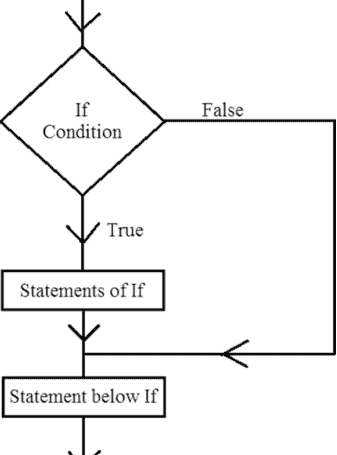 If
Condition
False
True
Statements of If
Statement below If